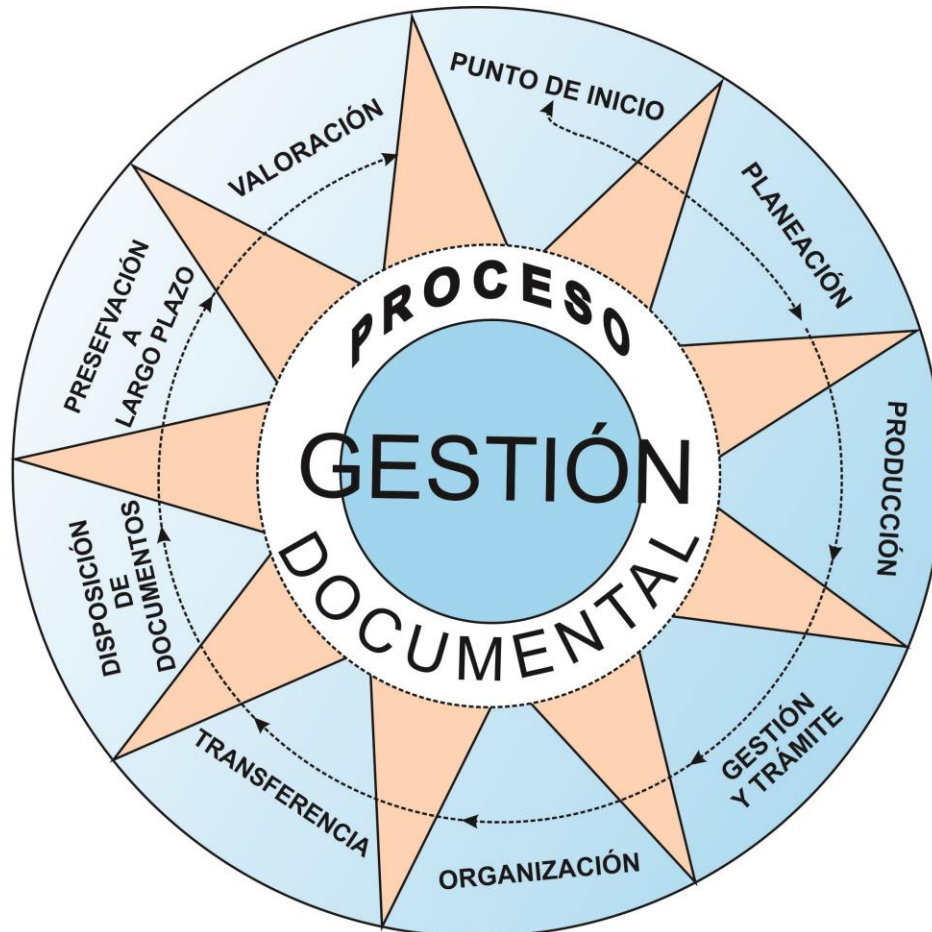 PROCESO
GESTIÓN
DOCUMENTAL
PUNTO DE INICIO
PLANEACIÓN
PRODUCCIÓN
GESTIÓN
Y TRÁMITE
ORGANIZACIÓN
TRANSFERENCIA
DISPOSICIÓN
DE
DOCUMENTOS
PRESEFVACIÓN
A
LARGO PLAZO
VALORACIÓN